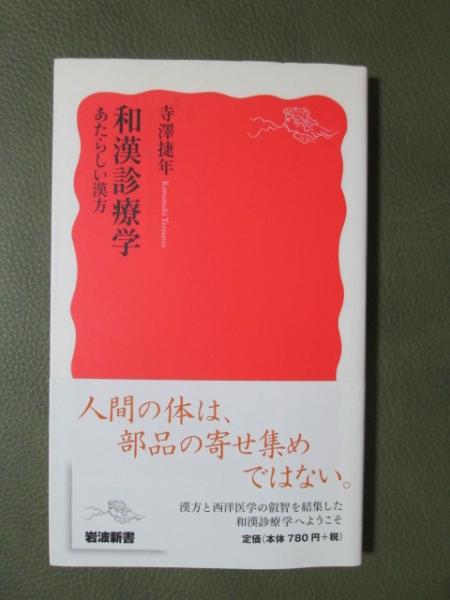 寺澤捷年
Katsutoshi Terasawa
和漢診療学
あたらしい漢方
人間の体は、
部品の寄せ集め
ではない。
漢方と西洋医学の叡智を結集した
和漢診療学へようこそ
岩波新書
定価(本体780円+税)